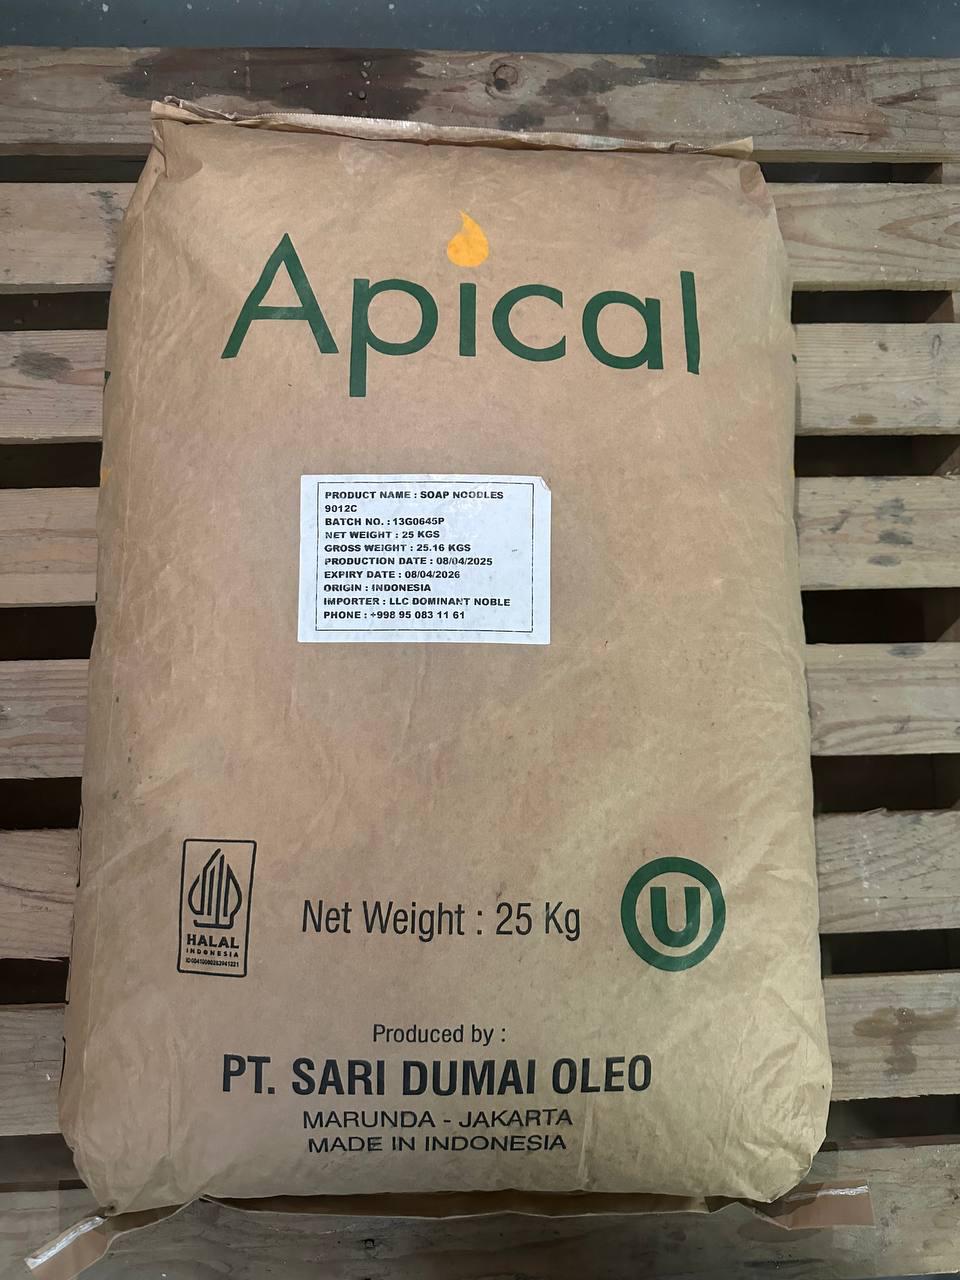 Apical
PRODUCT NAME : SOAP NOODLES
9012C
BATCH NO. : 13G0645P
NET WEIGHT : 25 KGS
GROSS WEIGHT : 25.16 KGS
PRODUCTION DATE : 08/04/2025
EXPIRY DATE : 08/04/2026
ORIGIN : INDONESIA
IMPORTER : LLC DOMINANT NOBLE
PHONE : +998 95 083 11 61
HALAL
INDONESIA
Net Weight : 25 Kg
U
Produced by :
PT. SARI DUMAI OLEO
MARUNDA - JAKARTA
MADE IN INDONESIA